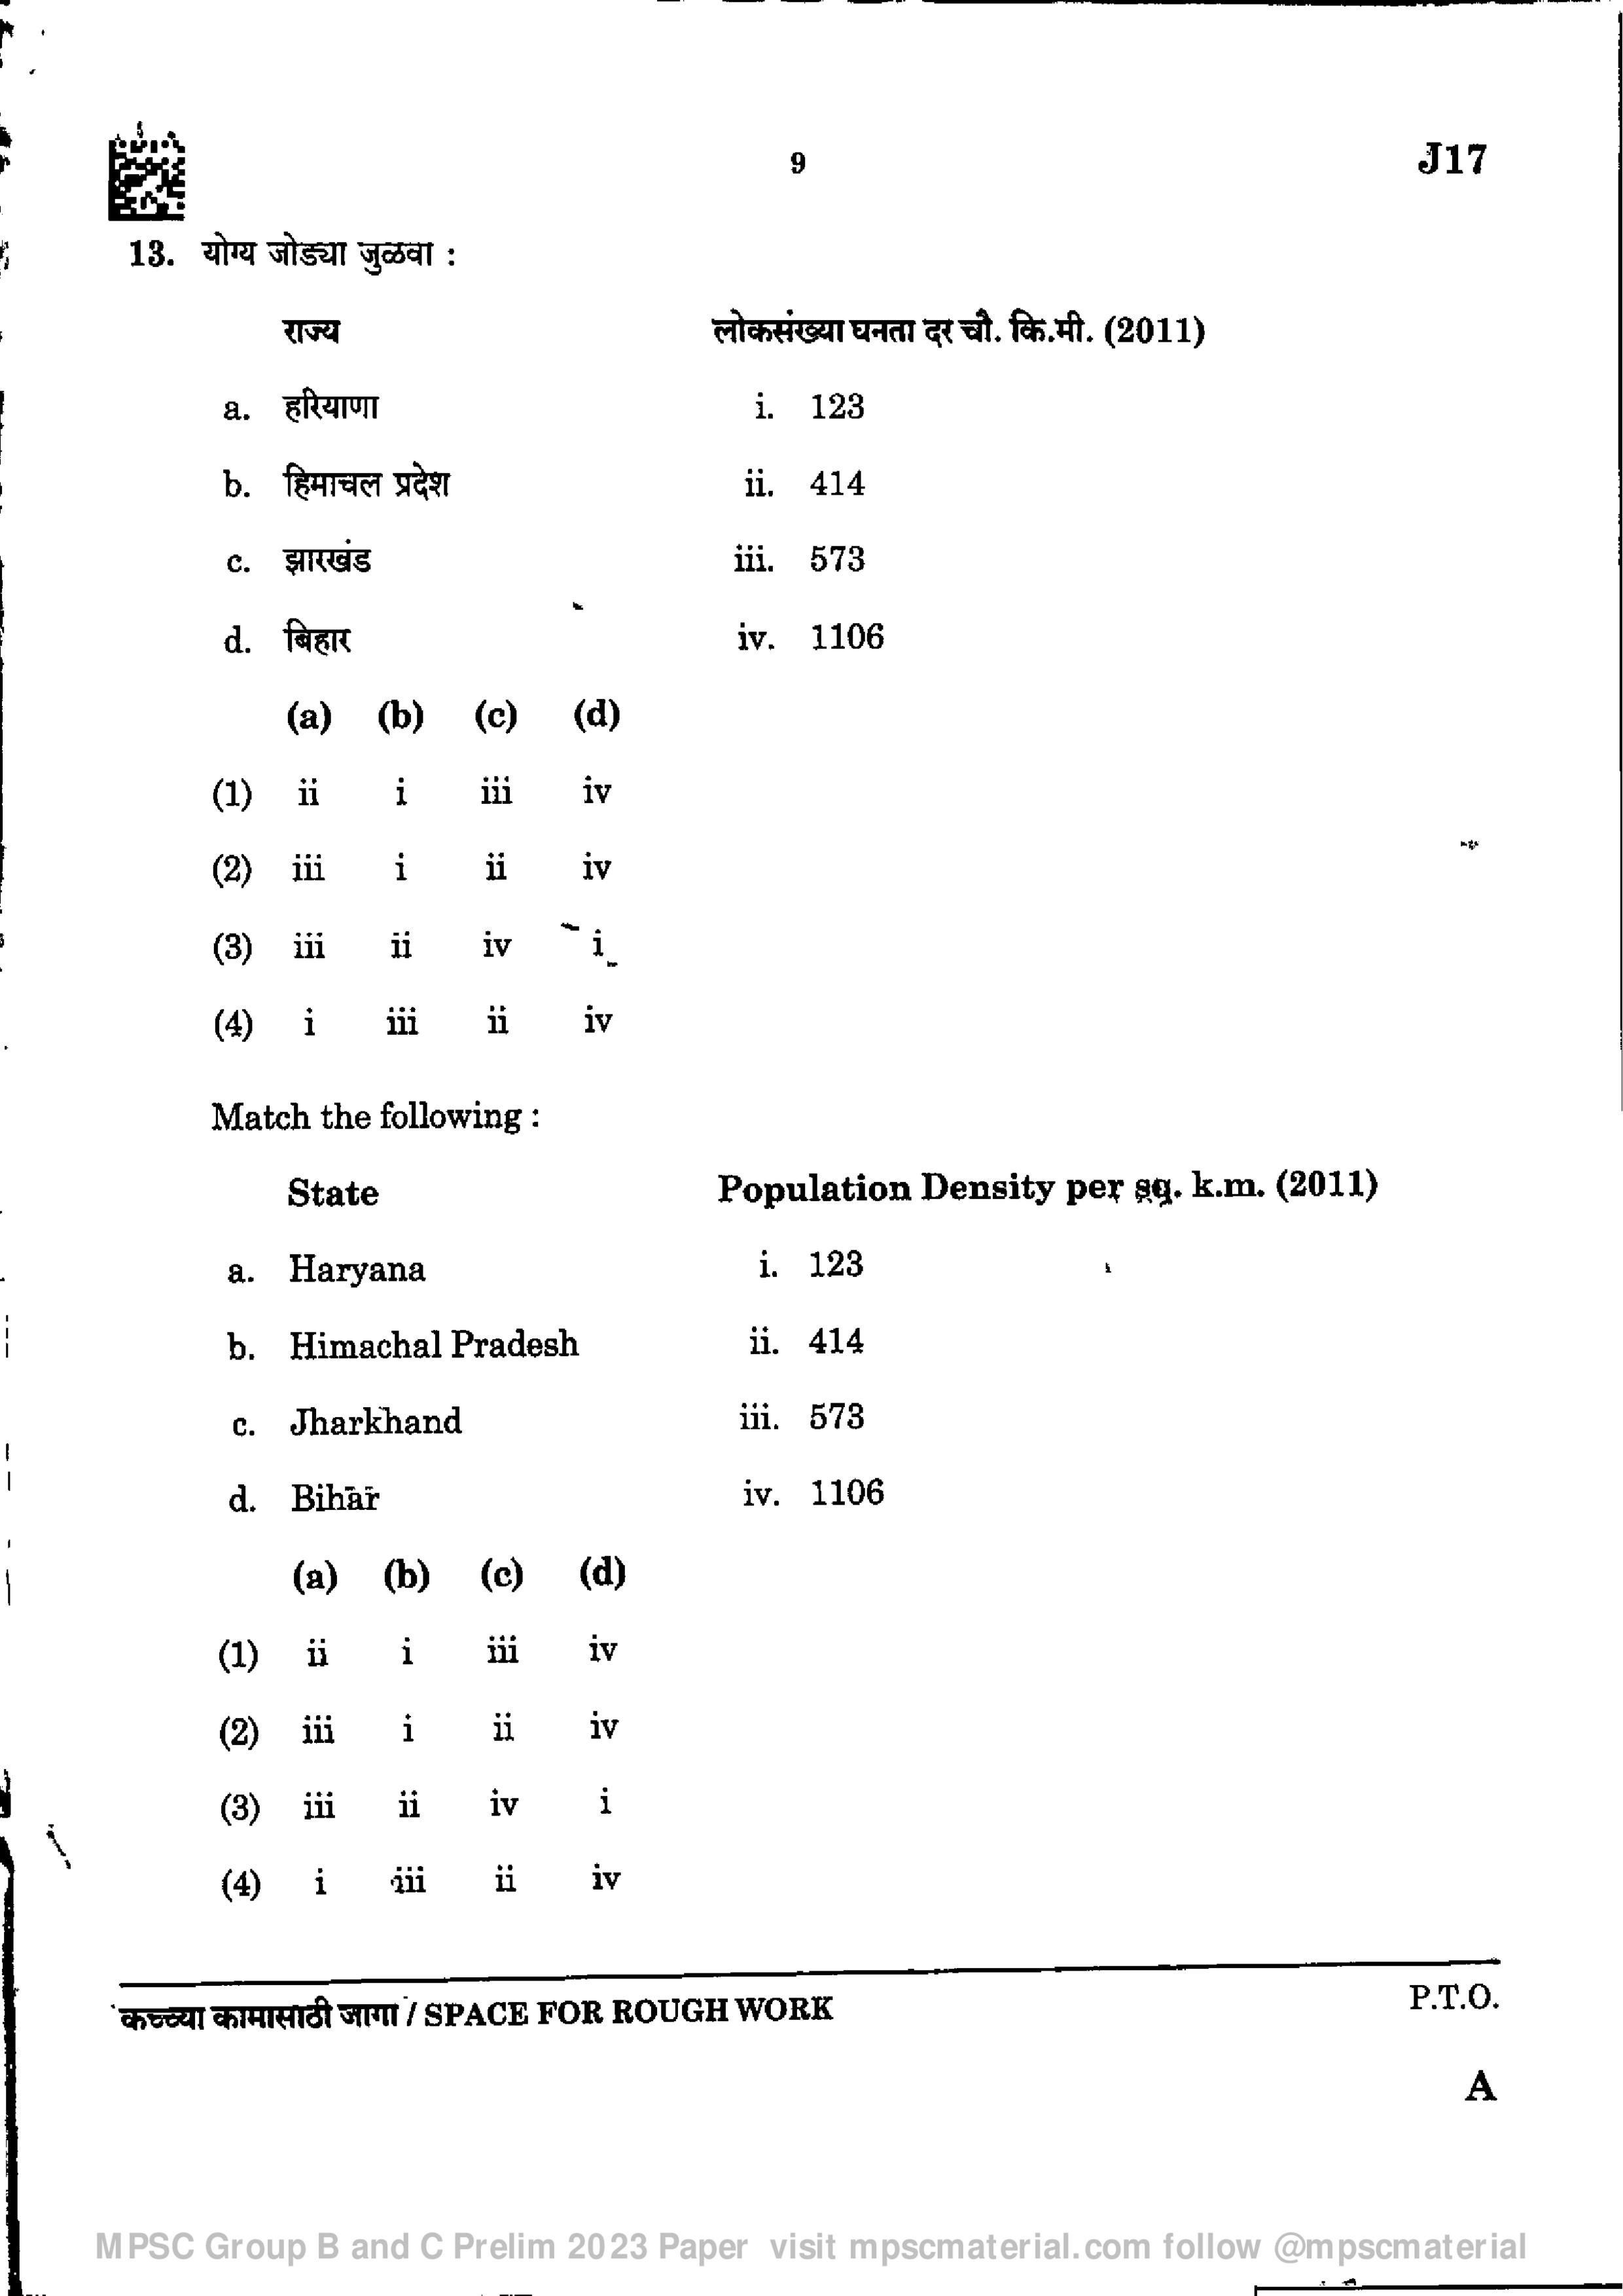 9
J17
13. योग्य जोड्या जुळवा :
राज्य लोकसंख्या घनता दर चौ. कि.मी. (2011)
a. हरियाणा i. 123
b. हिमाचल प्रदेश ii. 414
c. झारखंड iii. 573
d. बिहार iv. 1106
(a) (b) (c) (d)
(1) ii i iii iv
(2) iii i ii iv
(3) iii ii iv i
(4) i iii ii iv
Match the following :
State Population Density per sq. k.m. (2011)
a. Haryana i. 123
b. Himachal Pradesh ii. 414
c. Jharkhand iii. 573
d. Bihar iv. 1106
(a) (b) (c) (d)
(1) ii i iii iv
(2) iii i ii iv
(3) iii ii iv i
(4) i iii ii iv
कच्च्या कामासाठी जागा / SPACE FOR ROUGH WORK
P.T.O.
A
MPSC Group B and C Prelim 2023 Paper visit mpscmaterial.com follow @mpscmaterial